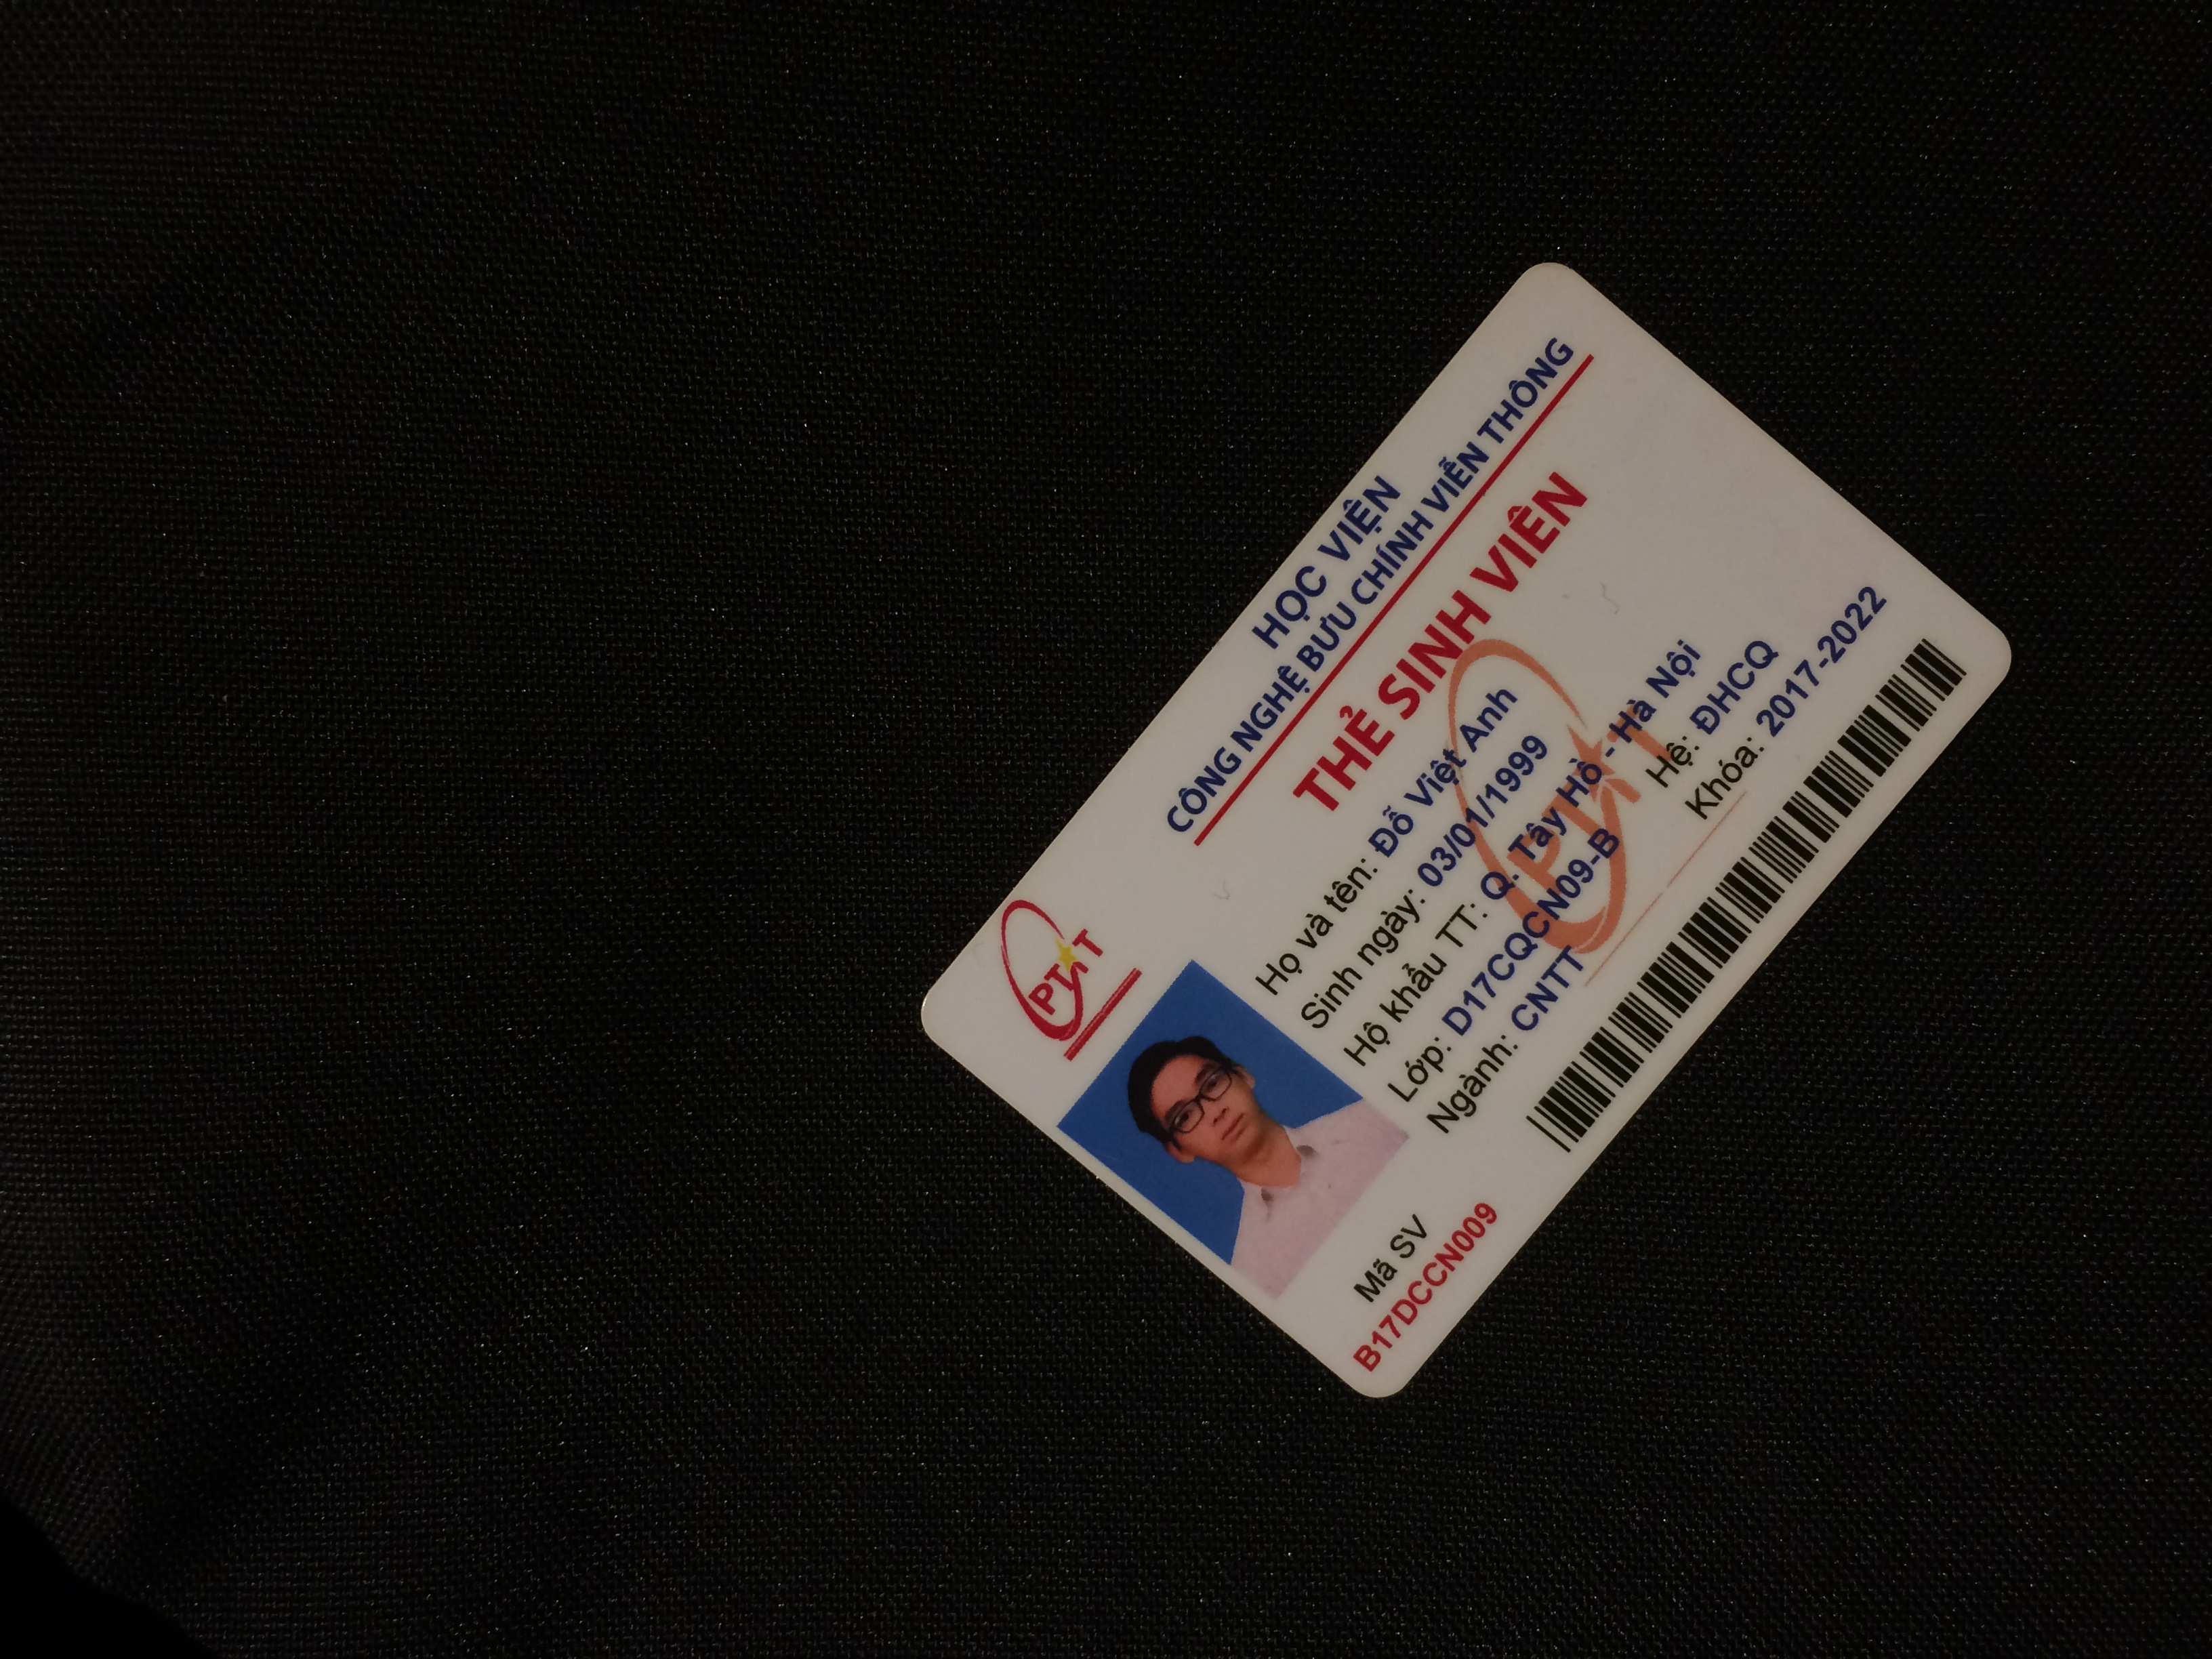 PTIT
HỌC VIỆN
CÔNG NGHỆ BƯU CHÍNH VIỄN THÔNG
THẺ SINH VIÊN
Họ và tên: Đỗ Việt Anh
Sinh ngày: 03/01/1999
Hộ khẩu TT: Q. Tây Hồ - Hà Nội
Lớp: D17CQCN09-B Hệ: ĐHCQ
Ngành: CNTT Khóa: 2017-2022
Mã SV
B17DCCN009
PTIT